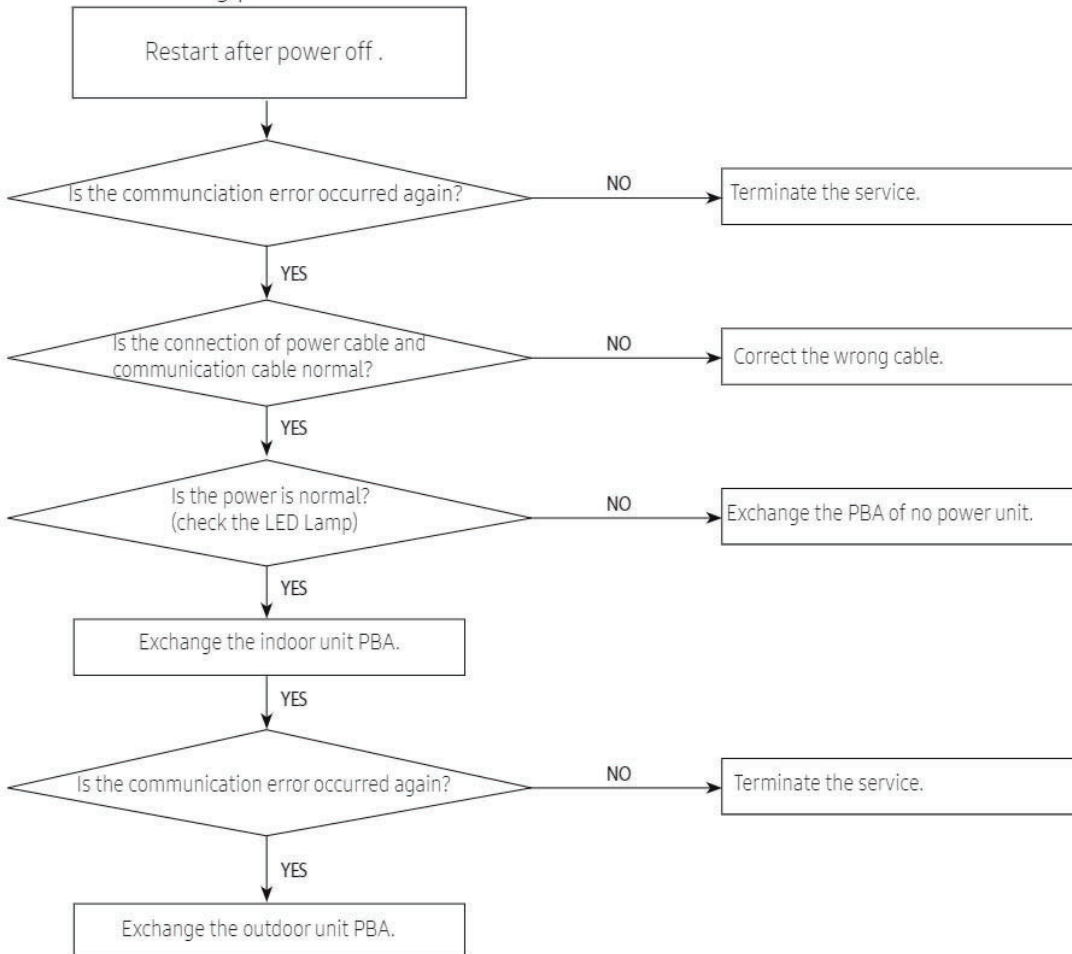 Restart after power off .
Is the communciation error occurred again?
NO
Terminate the service.
YES
Is the connection of power cable and
communication cable normal?
NO
Correct the wrong cable.
YES
Is the power is normal?
(check the LED Lamp)
NO
Exchange the PBA of no power unit.
YES
Exchange the indoor unit PBA.
YES
Is the communication error occurred again?
NO
Terminate the service.
YES
Exchange the outdoor unit PBA.